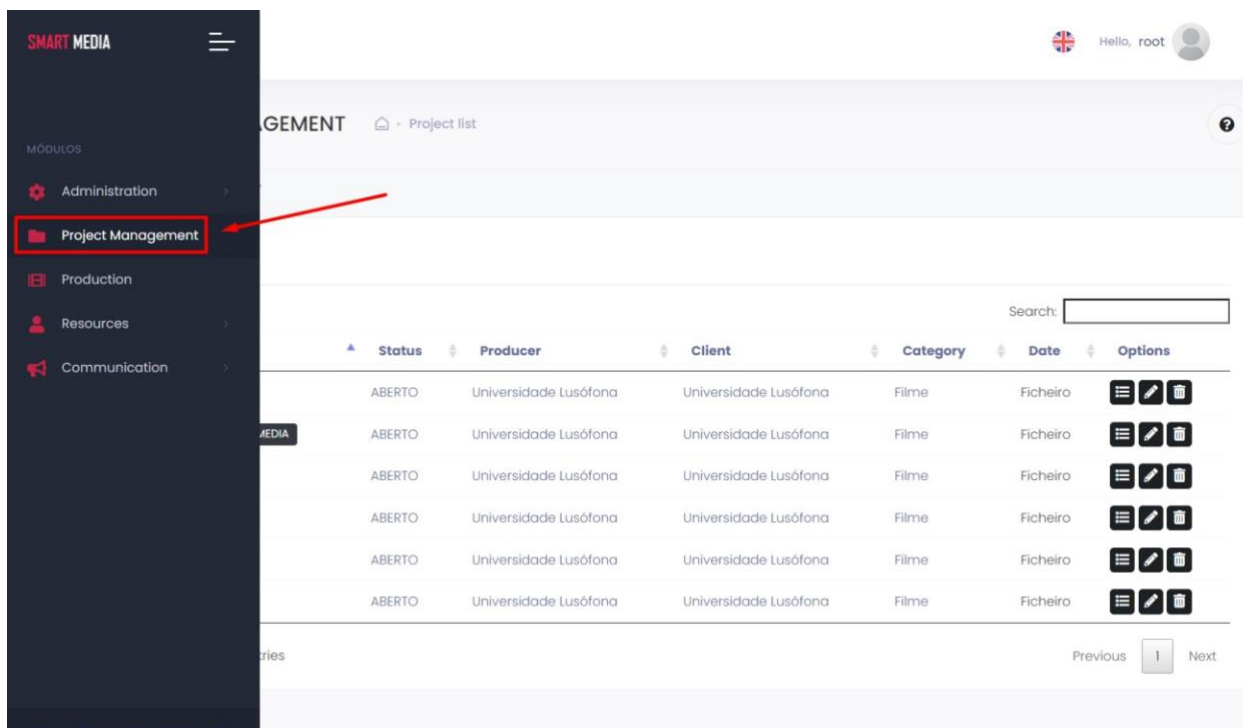 SMART MEDIA
Hello, root
Project list
MÓDULOS
Administration
Project Management
Production
Resources
Communication
Search:
Status Producer Client Category Date Options
ABERTO Universidade Lusófona Universidade Lusófona Filme Ficheiro
ABERTO Universidade Lusófona Universidade Lusófona Filme Ficheiro
ABERTO Universidade Lusófona Universidade Lusófona Filme Ficheiro
ABERTO Universidade Lusófona Universidade Lusófona Filme Ficheiro
ABERTO Universidade Lusófona Universidade Lusófona Filme Ficheiro
ABERTO Universidade Lusófona Universidade Lusófona Filme Ficheiro
Previous 1 Next